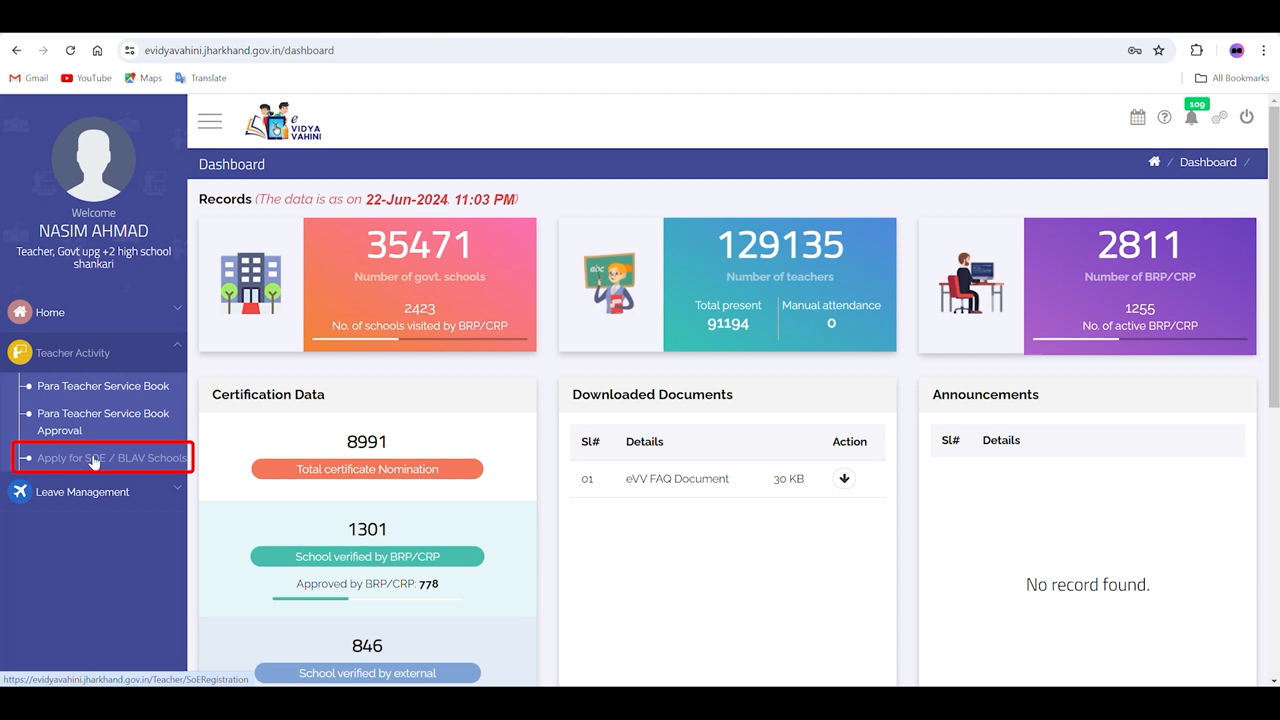 evidyavahini.jharkhand.gov.in/dashboard
Gmail
YouTube
Maps
Translate
All Bookmarks
Welcome
NASIM AHMAD
Teacher, Govt upg +2 high school
shankari
Home
Teacher Activity
Para Teacher Service Book
Para Teacher Service Book
Approval
Apply for SOE / BLAV Schools
Leave Management
https://evidyavahini.jharkhand.gov.in/Teacher/SoERegistration
e
VIDYA
VAHINI
109
Dashboard
/ Dashboard /
Records (The data is as on 22-Jun-2024. 11:03 PM)
35471
Number of govt. schools
2423
No. of schools visited by BRP/CRP
abc
129135
Number of teachers
Total present
91194
Manual attendance
0
2811
Number of BRP/CRP
1255
No. of active BRP/CRP
Certification Data
8991
Total certificate Nomination
1301
School verified by BRP/CRP
Approved by BRP/CRP: 778
846
School verified by external
Downloaded Documents
Sl# Details Action
01 eVV FAQ Document 30 KB
Announcements
Sl# Details
No record found.